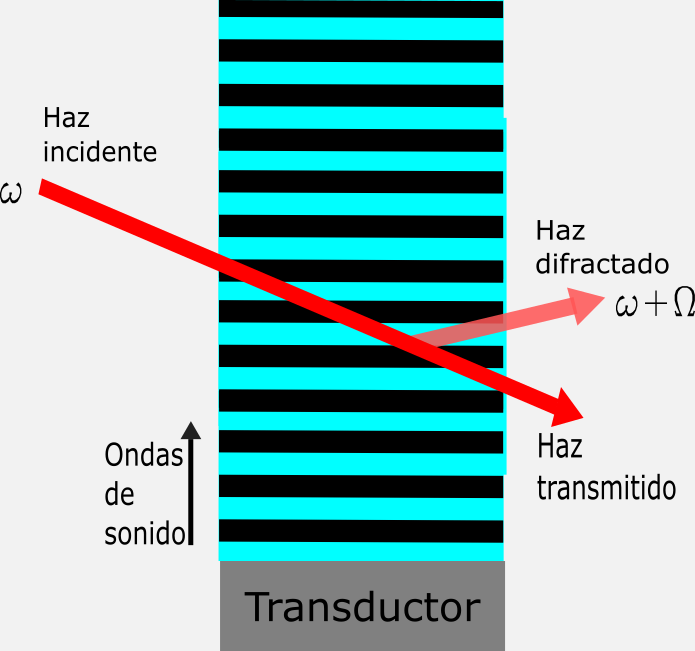 Haz
incidente
ω
Haz
difractado
ω+Ω
Haz
transmitido
Ondas
de
sonido
Transductor